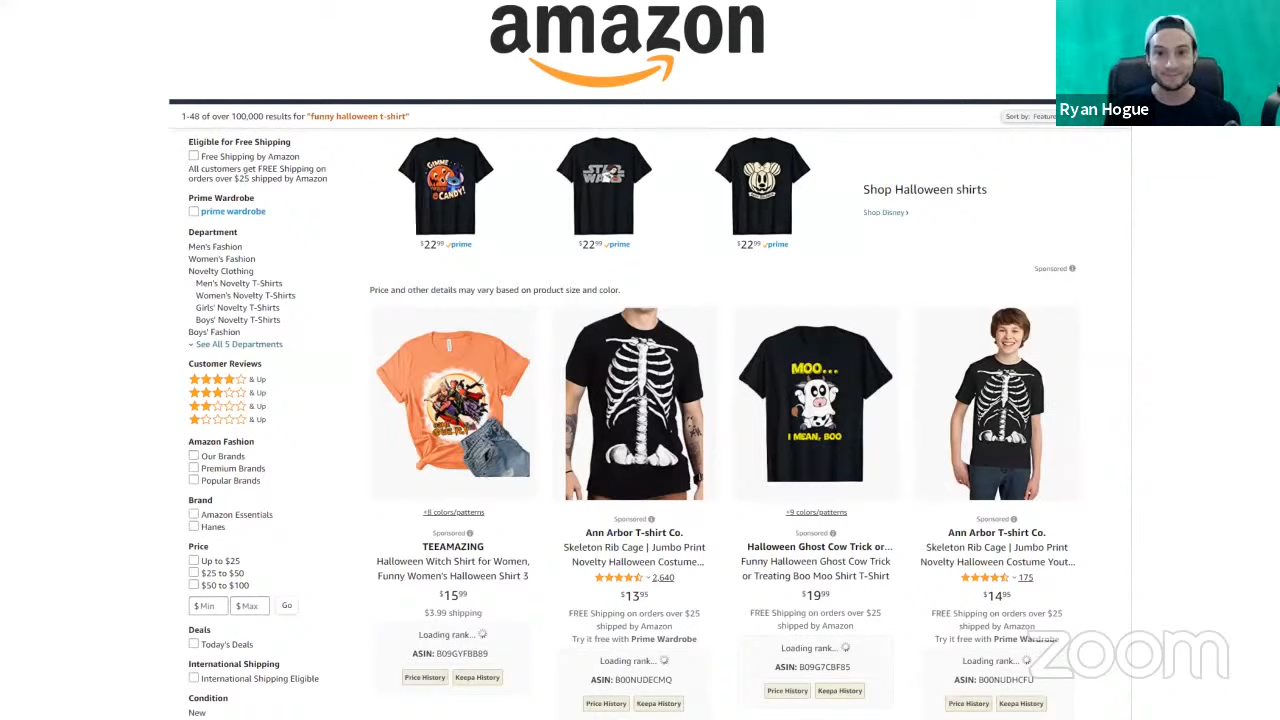 amazon
Ryan Hogue
1-48 of over 100,000 results for "funny halloween t-shirt"
Sort by: Feature
Eligible for Free Shipping
Free Shipping by Amazon
All customers get FREE Shipping on
orders over $25 shipped by Amazon
Prime Wardrobe
prime wardrobe
Department
Men's Fashion
Women's Fashion
Novelty Clothing
Men's Novelty T-Shirts
Women's Novelty T-Shirts
Girls' Novelty T-Shirts
Boys' Novelty T-Shirts
Boys' Fashion
See All 5 Departments
Customer Reviews
& Up
& Up
& Up
& Up
Amazon Fashion
Our Brands
Premium Brands
Popular Brands
Brand
Amazon Essentials
Hanes
Price
Up to $25
$25 to $50
$50 to $100
$ Min $ Max Go
Deals
Today's Deals
International Shipping
International Shipping Eligible
Condition
New
GIMME
CANDY!
$22.99 prime
STAR
WARS
$22.99 prime
$22.99 prime
Shop Halloween shirts
Shop Disney ›
Sponsored
Price and other details may vary based on product size and color.
+8 colors/patterns
Sponsored
TEEAMAZING
Halloween Witch Shirt for Women,
Funny Women's Halloween Shirt 3
$15.99
$3.99 shipping
Loading rank...
ASIN: B09GYFBB89
Price History Keepa History
Sponsored
Ann Arbor T-shirt Co.
Skeleton Rib Cage | Jumbo Print
Novelty Halloween Costume...
2,640
$13.95
FREE Shipping on orders over $25
shipped by Amazon
Try it free with Prime Wardrobe
Loading rank...
ASIN: B00NUDECMQ
Price History Keepa History
MOO...
I MEAN, BOO
+9 colors/patterns
Sponsored
Halloween Ghost Cow Trick or...
Funny Halloween Ghost Cow Trick
or Treating Boo Moo Shirt T-Shirt
$19.99
FREE Shipping on orders over $25
shipped by Amazon
Loading rank...
ASIN: B09G7CBF85
Price History Keepa History
Sponsored
Ann Arbor T-shirt Co.
Skeleton Rib Cage | Jumbo Print
Novelty Halloween Costume Yout...
175
$14.95
FREE Shipping on orders over $25
shipped by Amazon
Try it free with Prime Wardrobe
Loading rank...
ASIN: B00NUDHCFU
Price History Keepa History
zoom